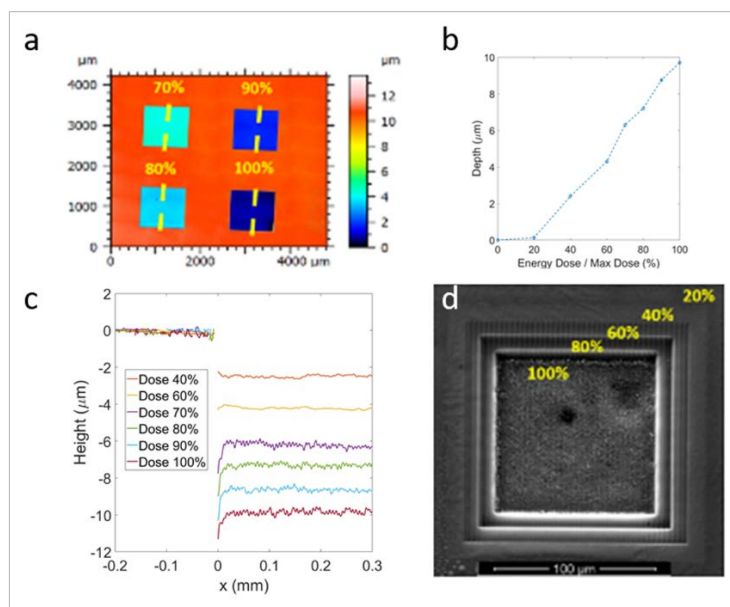 a
µm
4200
4000
3000
2000
1000
0
0
2000
4000 µm
70%
90%
80%
100%
µm
12
10
8
6
4
2
0
b
10
8
6
4
2
0
Depth (µm)
0
20
40
60
80
100
Energy Dose / Max Dose (%)
c
2
0
-2
-4
-6
-8
-10
-12
Height (µm)
Dose 40%
Dose 60%
Dose 70%
Dose 80%
Dose 90%
Dose 100%
-0.2
-0.1
0
0.1
0.2
0.3
x (mm)
d
20%
40%
60%
80%
100%
100 µm